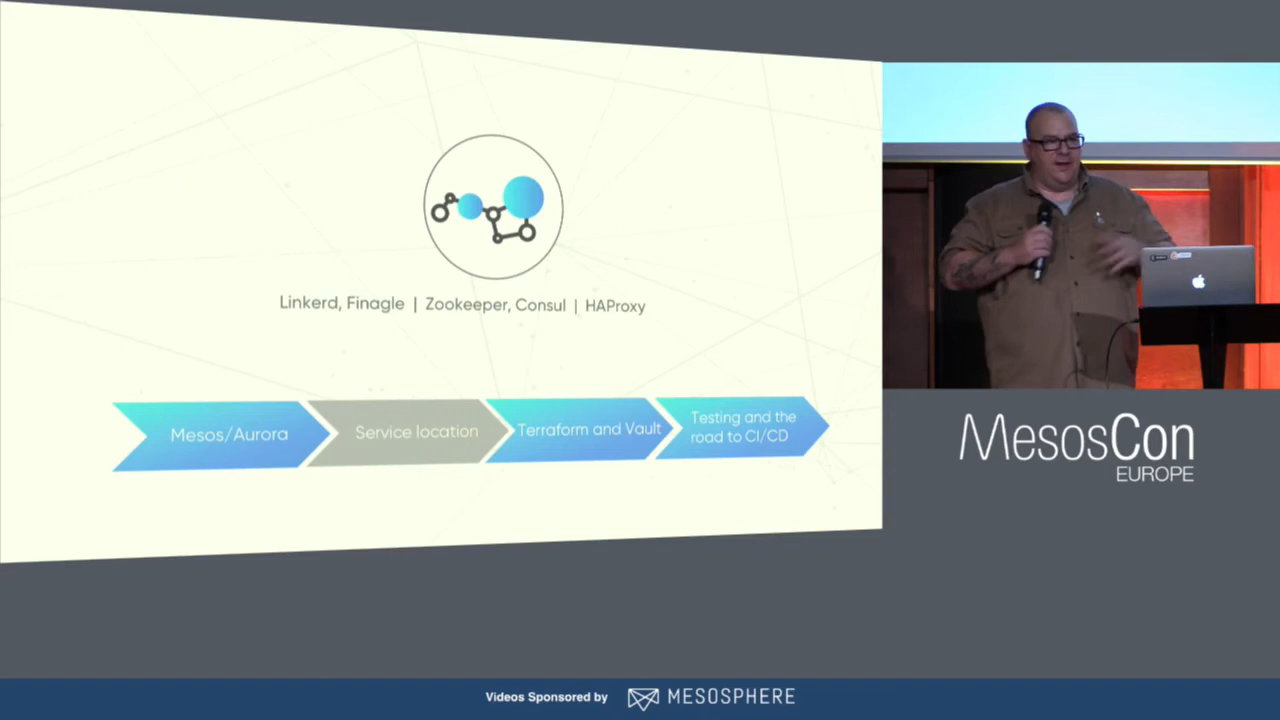 Linkerd, Finagle | Zookeeper, Consul | HAProxy
Mesos/Aurora
Service location
Terraform and Vault
Testing and the
road to CI/CD
MesosCon
EUROPE
Videos Sponsored by MESOSPHERE